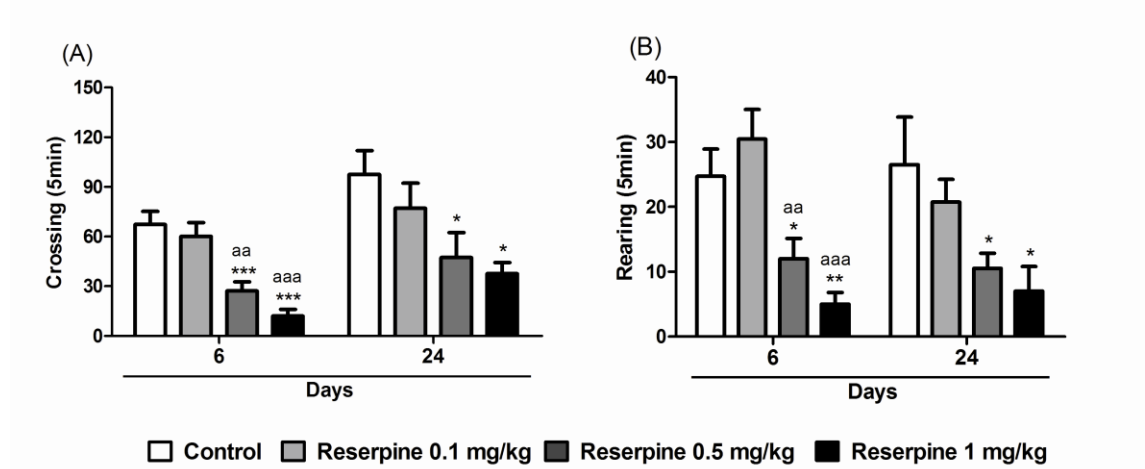 (A)
Crossing (5min)
150
120
90
60
30
0
aa
***
aaa
***
*
*
6 24
Days
(B)
Rearing (5min)
40
30
20
10
0
aa
*
aaa
**
*
*
6 24
Days
Control Reserpine 0.1 mg/kg Reserpine 0.5 mg/kg Reserpine 1 mg/kg